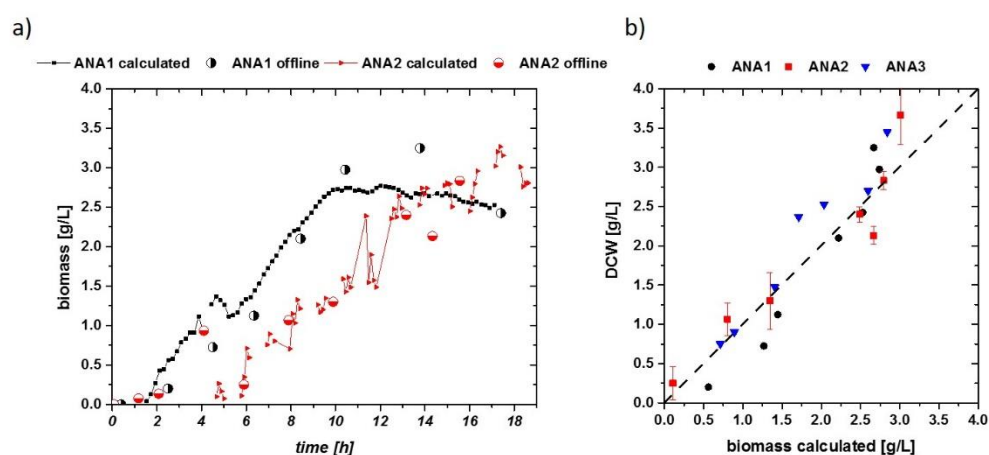 a)
ANA1 calculated ANA1 offline ANA2 calculated ANA2 offline
4.0
3.5
3.0
2.5
2.0
1.5
1.0
0.5
0.0
biomass [g/L]
0 2 4 6 8 10 12 14 16 18
time [h]
b)
ANA1 ANA2 ANA3
4.0
3.5
3.0
2.5
2.0
1.5
1.0
0.5
0.0
DCW [g/L]
0.0 0.5 1.0 1.5 2.0 2.5 3.0 3.5 4.0
biomass calculated [g/L]